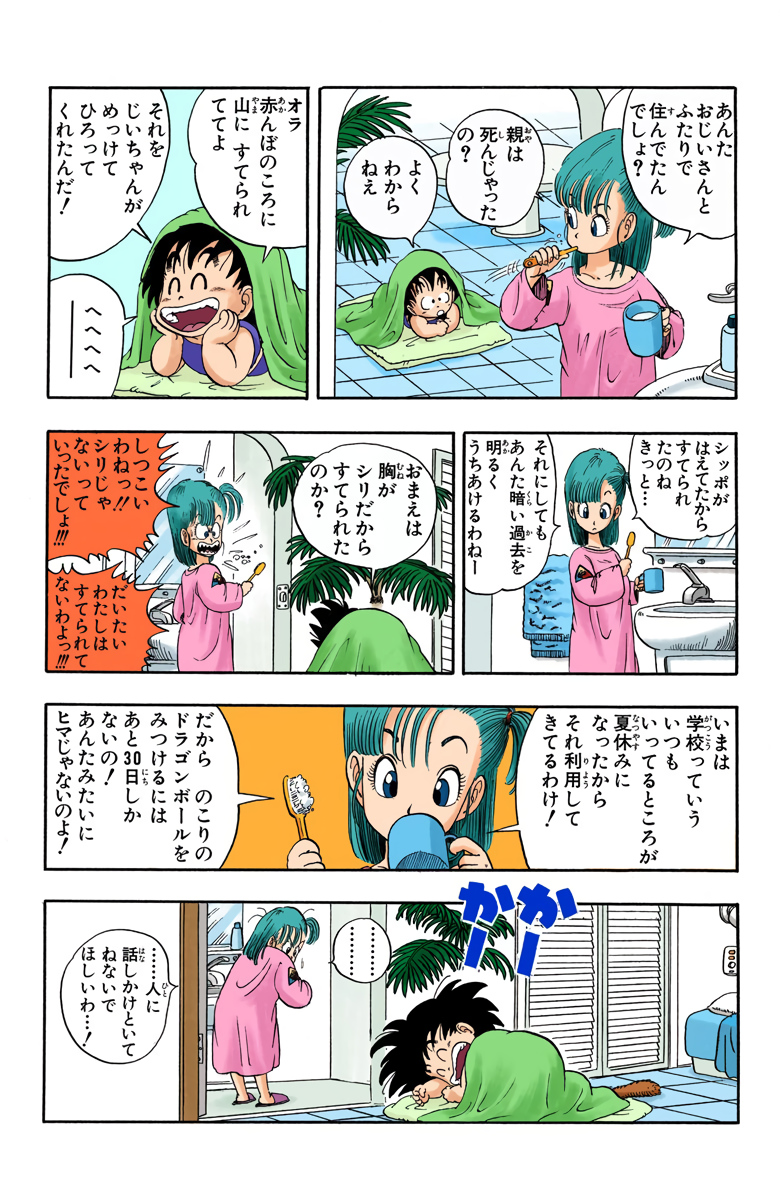 あんた
おじいさんと
ふたりで
住んでたん
でしょ?
親は
死んじゃった
の?
よく
わから
ねえ
オラ
赤んぼのころに
山に すてられ
ててよ
それを
じいちゃんが
めっけて
ひろって
くれたんだ!
へへへへ
シッポが
はえてたから
すてられ
たのね
きっと…
それにしても
あんた暗い過去を
明るく
うちあけるわねー
おまえは
胸が
シリだから
すてられた
のか?
しつこい
わねっ!!
シリじゃ
ないって
いったでしょ!!!
だいたい
わたしは
すてられて
ないわよっ!!!
いまは
学校っていう
いつも
いってるところが
夏休みに
なったから
それ利用して
きてるわけ!
だから のこりの
ドラゴンボールを
みつけるには
あと30日しか
ないの!
あんたみたいに
ヒマじゃないのよ!
かーかー
………
……人に
話しかけといて
ねないで
ほしいわ…!